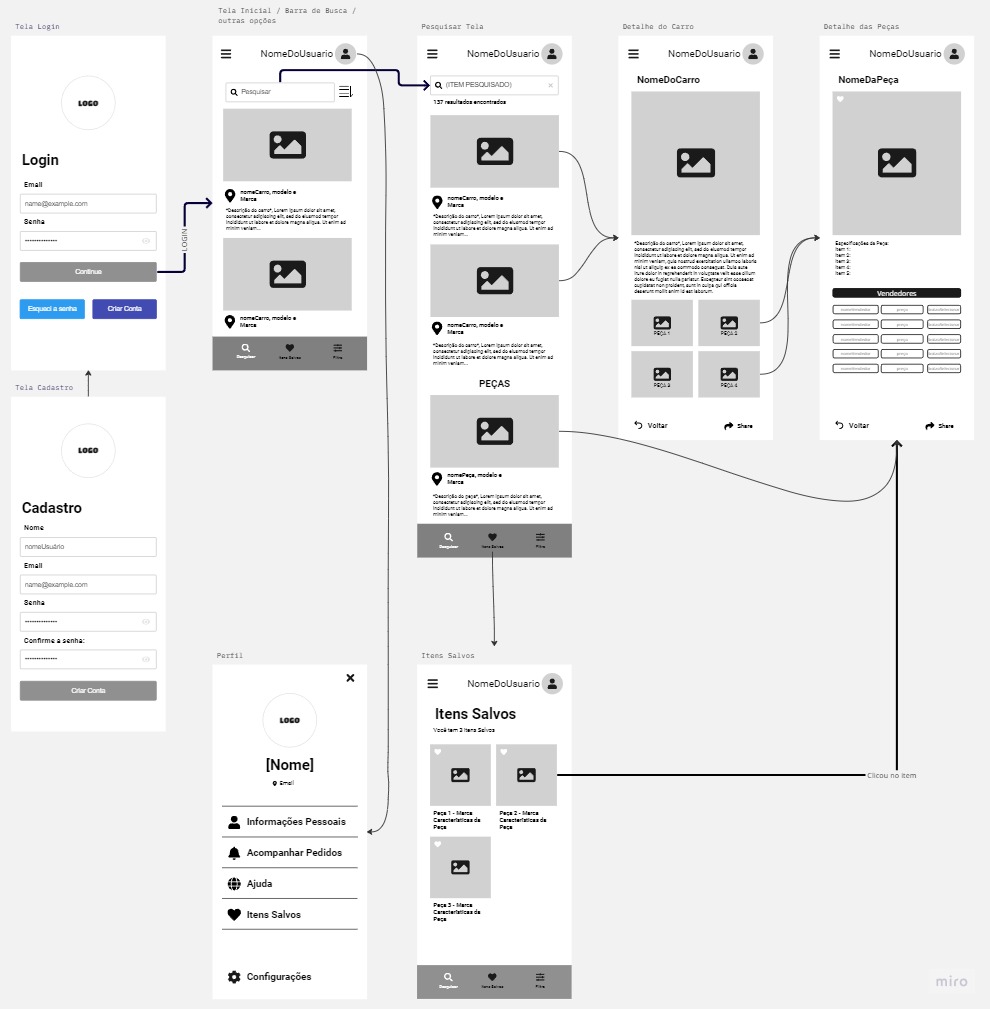 Tela Login
LOGO
Login
Email
name@example.com
Senha
Continue
Esqueci a senha
Criar Conta
LOGIN
Tela Cadastro
LOGO
Cadastro
Nome
nomeUsuário
Email
name@example.com
Senha
Confirme a senha:
Criar Conta
Tela Inicial / Barra de Busca /
outras opções
NomeDoUsuario
Pesquisar
nomeCarro, modelo e
Marca
*Descrição do carro*, Lorem ipsum dolor sit amet,
consectetur adipiscing elit, sed do eiusmod tempor
incididunt ut labore et dolore magna aliqua. Ut enim ad
minim veniam...
nomeCarro, modelo e
Marca
Itens Salvos
Filtro
Pesquisar Tela
NomeDoUsuario
(ITEM PESQUISADO)
137 resultados encontrados
nomeCarro, modelo e
Marca
*Descrição do carro*, Lorem ipsum dolor sit amet,
consectetur adipiscing elit, sed do eiusmod tempor
incididunt ut labore et dolore magna aliqua. Ut enim ad
minim veniam...
nomeCarro, modelo e
Marca
*Descrição do carro*, Lorem ipsum dolor sit amet,
consectetur adipiscing elit, sed do eiusmod tempor
incididunt ut labore et dolore magna aliqua. Ut enim ad
minim veniam...
PEÇAS
nomePeça, modelo e
Marca
*Descrição do peça*, Lorem ipsum dolor sit amet,
consectetur adipiscing elit, sed do eiusmod tempor
incididunt ut labore et dolore magna aliqua. Ut enim ad
minim veniam...
Itens Salvos
Filtro
Detalhe do Carro
NomeDoUsuario
NomeDoCarro
*Descrição do carro*, Lorem ipsum dolor sit amet,
consectetur adipiscing elit, sed do eiusmod tempor
incididunt ut labore et dolore magna aliqua. Ut enim ad
minim veniam, quis nostrud exercitation ullamco laboris
nisi ut aliquip ex ea commodo consequat. Duis aute
irure dolor in reprehenderit in voluptate velit esse cillum
dolore eu fugiat nulla pariatur. Excepteur sint occaecat
cupidatat non proident, sunt in culpa qui officia
deserunt mollit anim id est laborum.
PEÇA 1
PEÇA 2
PEÇA 3
PEÇA 4
Voltar
Share
Detalhe das Peças
NomeDoUsuario
NomeDaPeça
Especificações da Peça:
Item 1:
Item 2:
Item 3:
Item 4:
Item 5:
Vendedores
preço
preço
preço
preço
preço
Voltar
Share
Perfil
LOGO
[Nome]
Email
Informações Pessoais
Acompanhar Pedidos
Ajuda
Itens Salvos
Configurações
Itens Salvos
NomeDoUsuario
Itens Salvos
Você tem 3 Itens Salvos
Peça 1 - Marca
Características da
Peça
Peça 2 - Marca
Características da
Peça
Peça 3 - Marca
Características da
Peça
Itens Salvos
Filtro
Clicou no item
miro